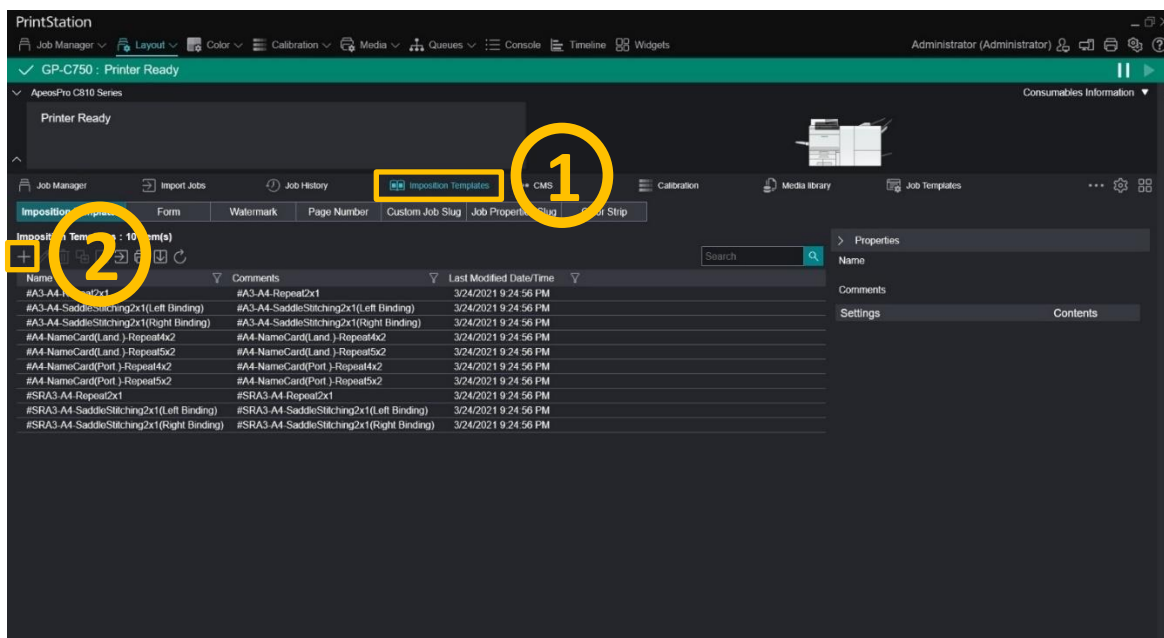 PrintStation
Job Manager Layout Color Calibration Media Queues Console Timeline Widgets Administrator (Administrator)
GP-C750 : Printer Ready
ApeosPro C810 Series Consumables Information
Printer Ready
1
Job Manager Import Jobs Job History Imposition Templates CMS Calibration Media library Job Templates
Imposition Form Watermark Page Number Custom Job Slug Job Properties Slug Strip
2
Search
Properties
Name
Comments
Settings Contents
Name Comments Last Modified Date/Time
#A3-A4-Repeat2x1 #A3-A4-Repeat2x1 3/24/2021 9:24:56 PM
#A3-A4-SaddleStitching2x1(Left Binding) #A3-A4-SaddleStitching2x1(Left Binding) 3/24/2021 9:24:56 PM
#A3-A4-SaddleStitching2x1(Right Binding) #A3-A4-SaddleStitching2x1(Right Binding) 3/24/2021 9:24:56 PM
#A4-NameCard(Land.)-Repeat4x2 #A4-NameCard(Land.)-Repeat4x2 3/24/2021 9:24:56 PM
#A4-NameCard(Land.)-Repeat5x2 #A4-NameCard(Land.)-Repeat5x2 3/24/2021 9:24:56 PM
#A4-NameCard(Port.)-Repeat4x2 #A4-NameCard(Port.)-Repeat4x2 3/24/2021 9:24:56 PM
#A4-NameCard(Port.)-Repeat5x2 #A4-NameCard(Port.)-Repeat5x2 3/24/2021 9:24:56 PM
#SRA3-A4-Repeat2x1 #SRA3-A4-Repeat2x1 3/24/2021 9:24:56 PM
#SRA3-A4-SaddleStitching2x1(Left Binding) #SRA3-A4-SaddleStitching2x1(Left Binding) 3/24/2021 9:24:56 PM
#SRA3-A4-SaddleStitching2x1(Right Binding) #SRA3-A4-SaddleStitching2x1(Right Binding) 3/24/2021 9:24:56 PM